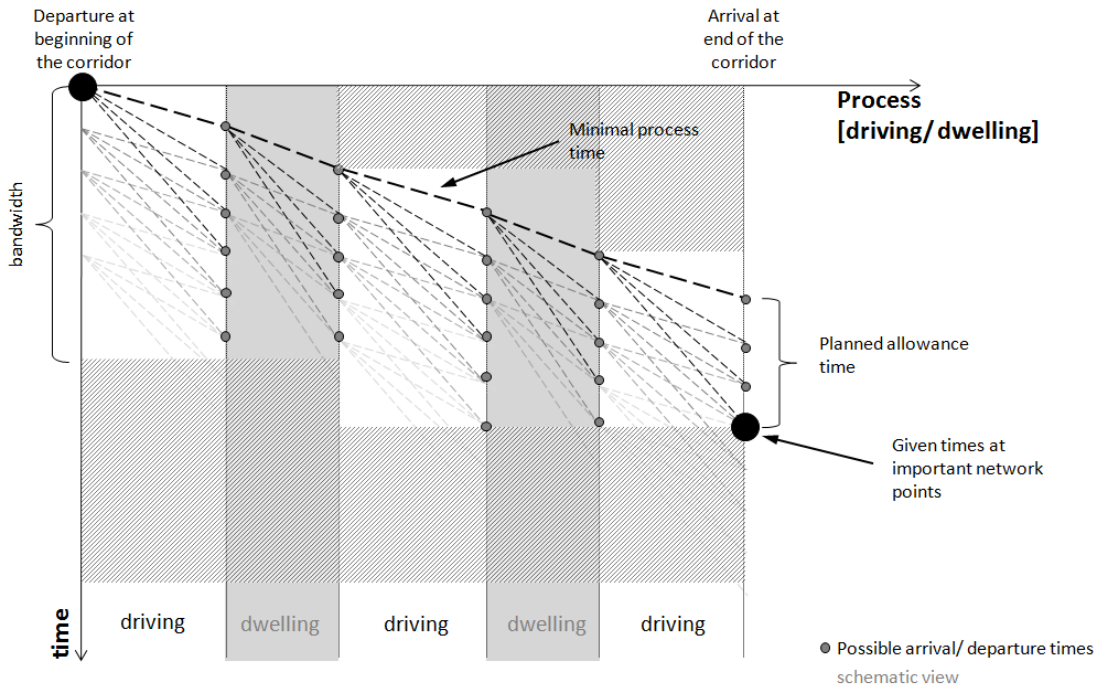 Departure at
beginning of
the corridor
Arrival at
end of the
corridor
Process
[driving/ dwelling]
Minimal process
time
bandwidth
Planned allowance
time
Given times at
important network
points
time
driving
dwelling
driving
dwelling
driving
Possible arrival/ departure times
schematic view